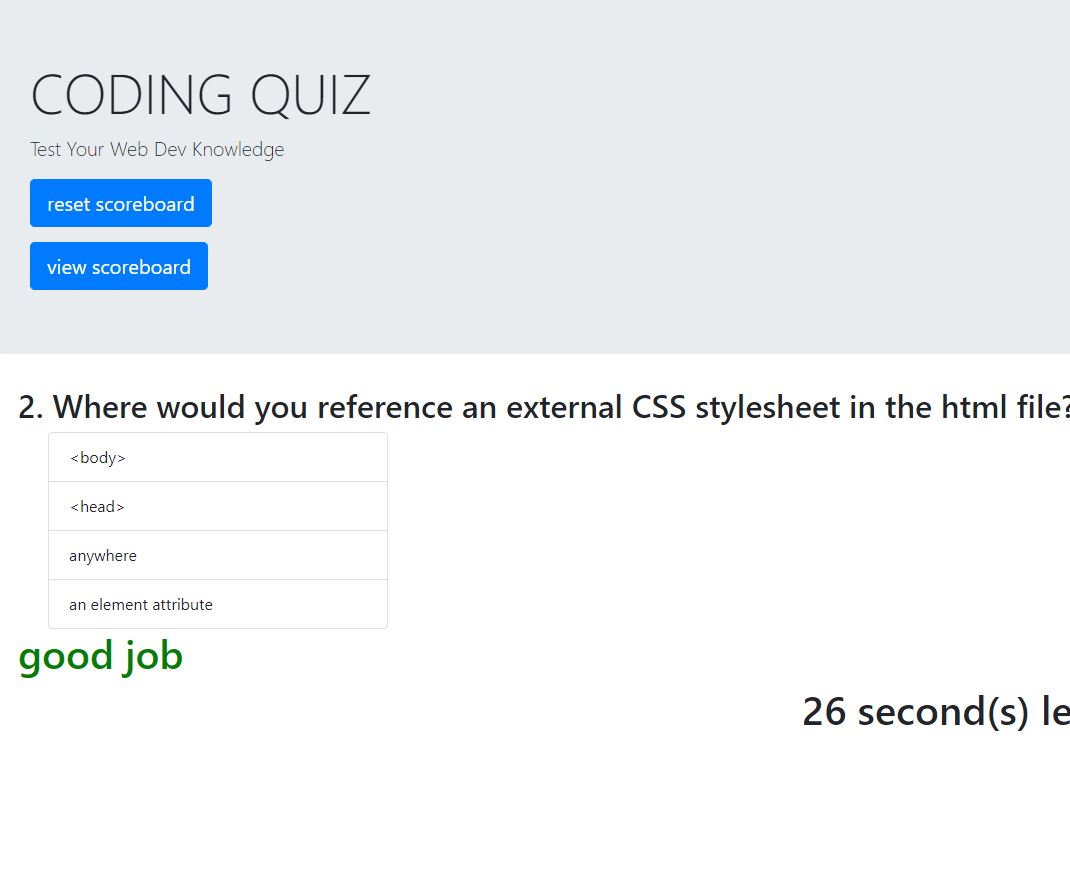 CODING QUIZ
Test Your Web Dev Knowledge
reset scoreboard
view scoreboard
2. Where would you reference an external CSS stylesheet in the html file?
<body>
<head>
anywhere
an element attribute
good job
26 second(s) le